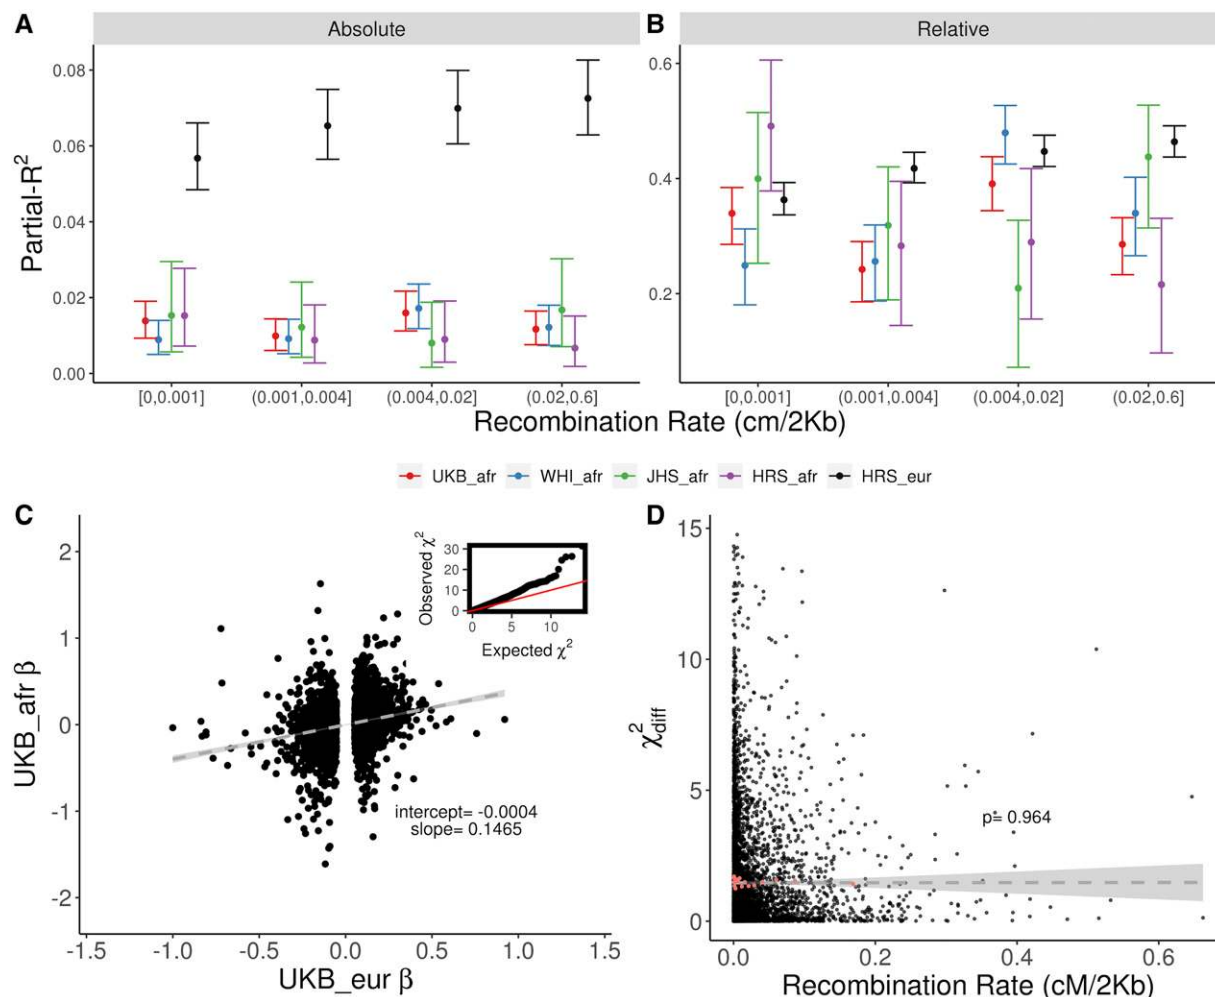 A
Absolute
Partial-R²
0.08
0.06
0.04
0.02
0.00
[0,0.001]
(0.001,0.004]
(0.004,0.02]
(0.02,0.6]
B
Relative
0.6
0.4
0.2
[0,0.001]
(0.001,0.004]
(0.004,0.02]
(0.02,0.6]
Recombination Rate (cm/2Kb)
UKB_afr WHI_afr JHS_afr HRS_afr HRS_eur
C
UKB_afr β
2
1
0
-1
-2
Observed χ²
30
20
10
0
0 5 10
Expected χ²
intercept= -0.0004
slope= 0.1465
-1.5 -1.0 -0.5 0.0 0.5 1.0 1.5
UKB_eur β
D
χ²diff
15
10
5
0
p= 0.964
0.0 0.2 0.4 0.6
Recombination Rate (cM/2Kb)